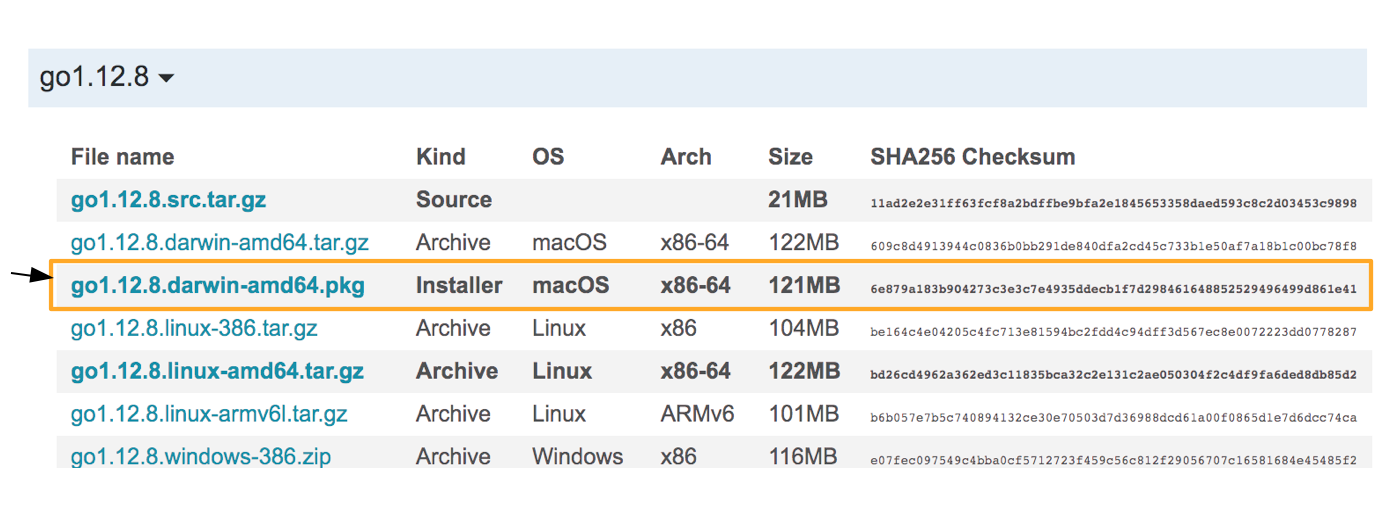 go1.12.8
File name Kind OS Arch Size SHA256 Checksum
go1.12.8.src.tar.gz Source 21MB 11ad2e2e31ff63fcf8a2bdffbe9bfa2e1845653358daed593c8c2d03453c9898
go1.12.8.darwin-amd64.tar.gz Archive macOS x86-64 122MB 609c8d4913944c0836b0bb291de840dfa2cd45c733b1e50af7a18b1c00bc78f8
go1.12.8.darwin-amd64.pkg Installer macOS x86-64 121MB 6e879a183b904273c3e3c7e4935ddecb1f7d298461648852529496499d861e41
go1.12.8.linux-386.tar.gz Archive Linux x86 104MB be164c4e04205c4fc713e81594bc2fdd4c94dff3d567ec8e0072223dd0778287
go1.12.8.linux-amd64.tar.gz Archive Linux x86-64 122MB bd26cd4962a362ed3c11835bca32c2e131c2ae050304f2c4df9fa6ded8db85d2
go1.12.8.linux-armv6l.tar.gz Archive Linux ARMv6 101MB b6b057e7b5c740894132ce30e70503d7d36988dcd61a00f0865d1e7d6dcc74ca
go1.12.8.windows-386.zip Archive Windows x86 116MB e07fec097549c4bba0cf5712723f459c56c812f29056707c16581684e45485f2